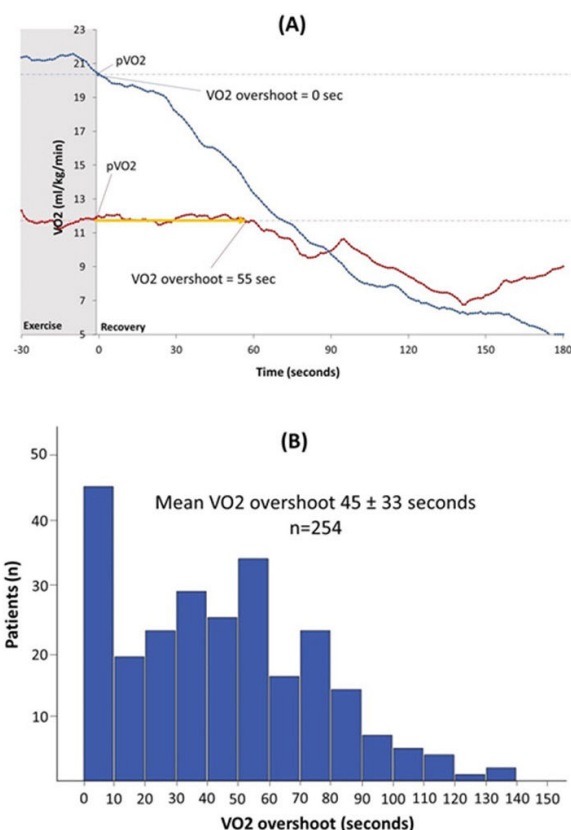 (A)
23
21
19
17
15
13
11
9
7
5
VO2 (ml/kg/min)
pVO2
VO2 overshoot = 0 sec
pVO2
VO2 overshoot = 55 sec
Exercise
Recovery
-30
0
30
60
90
120
150
180
Time (seconds)
(B)
50
40
30
20
10
Patients (n)
Mean VO2 overshoot 45 ± 33 seconds
n=254
0 10 20 30 40 50 60 70 80 90 100 110 120 130 140 150
VO2 overshoot (seconds)